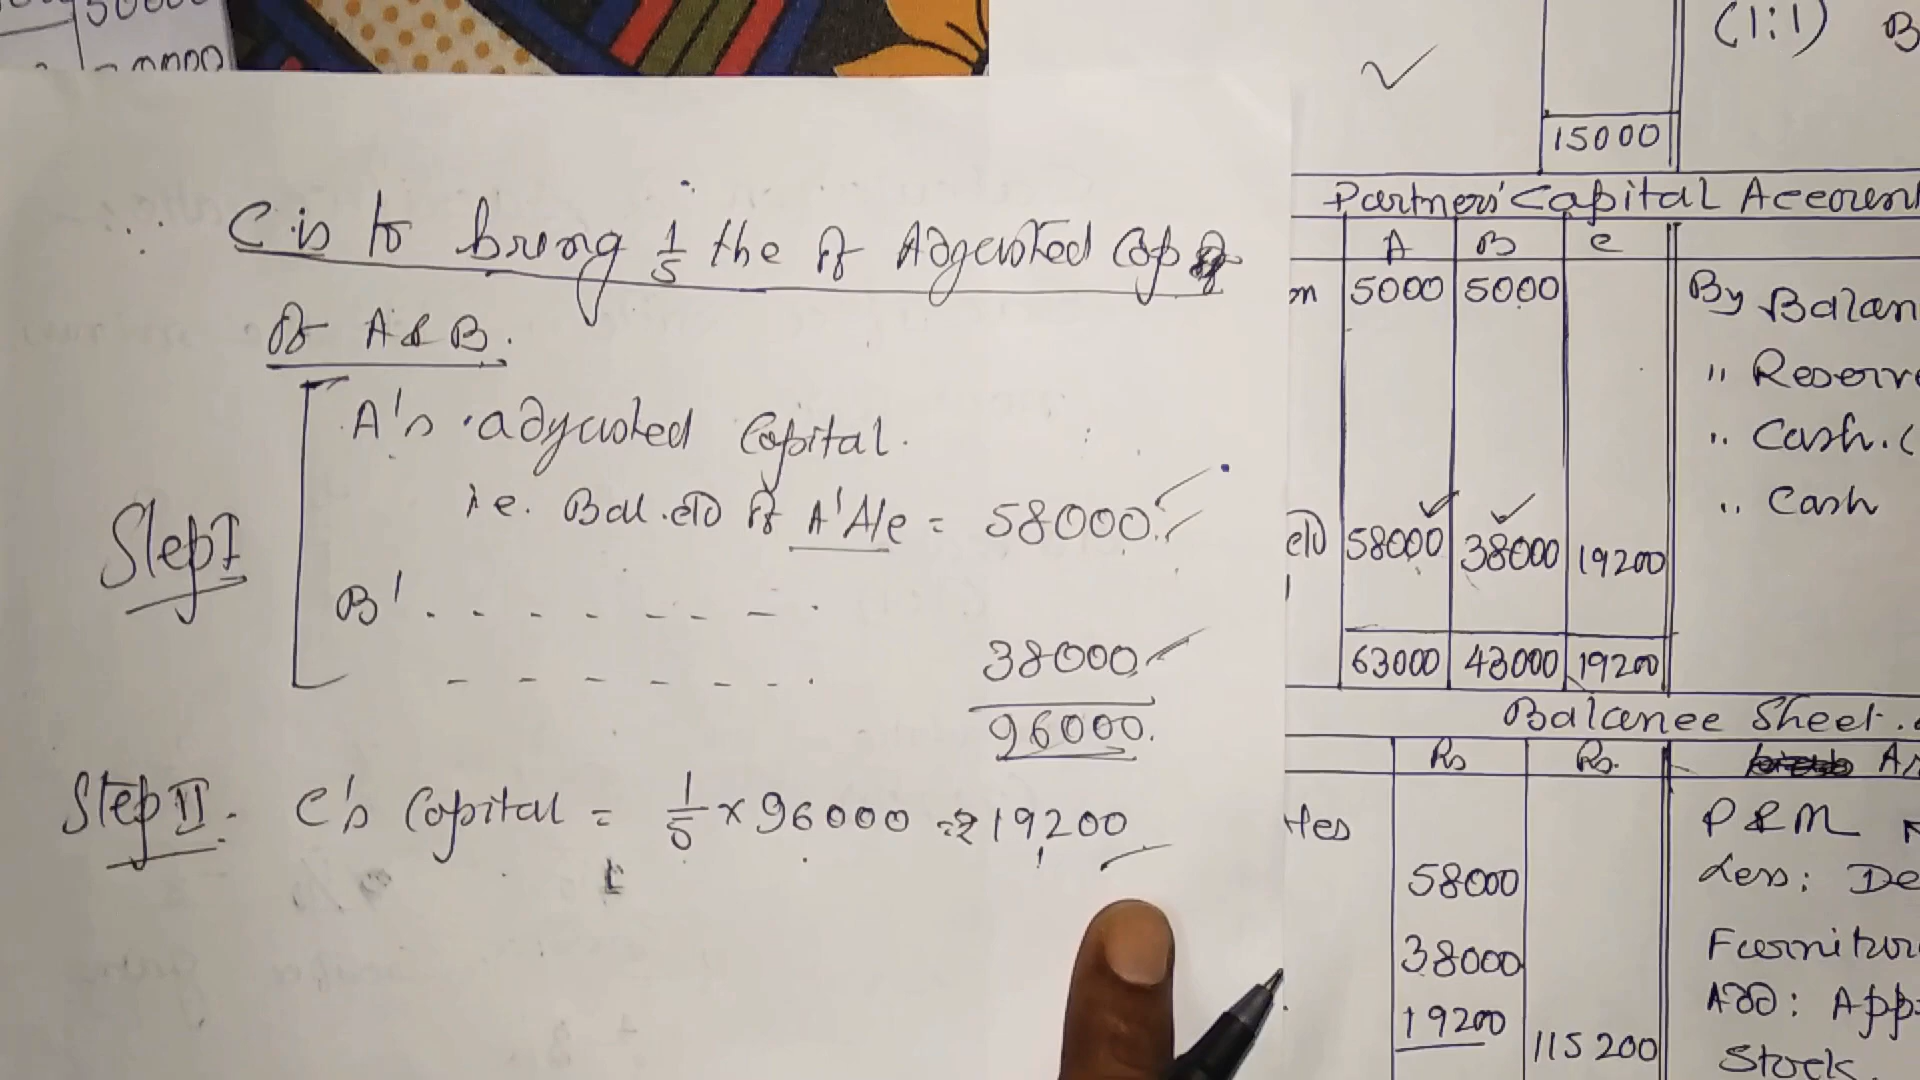 50000
C is to bring 1/5 the of Adjusted Cap
of A & B.
Step I
A's adjusted Capital.
i.e. Bal. c/D of A' A/c = 58000
B' . - - - - - - - .
38000
- - - - - - - .
96000.
Step II. C's Capital = 1/5 × 96000 = ₹ 19200
(1:1) B
15000
Partners' Capital Account
A B C
on 5000 5000 By Balan
" Reserve
" Cash. (
" Cash
c/D 58000 38000 19200
63000 43000 19200
Balance Sheet.
Rs Rs. As
P & M
58000 Less: De
38000 Furnitur
19200 115200 Add: App
Stock.